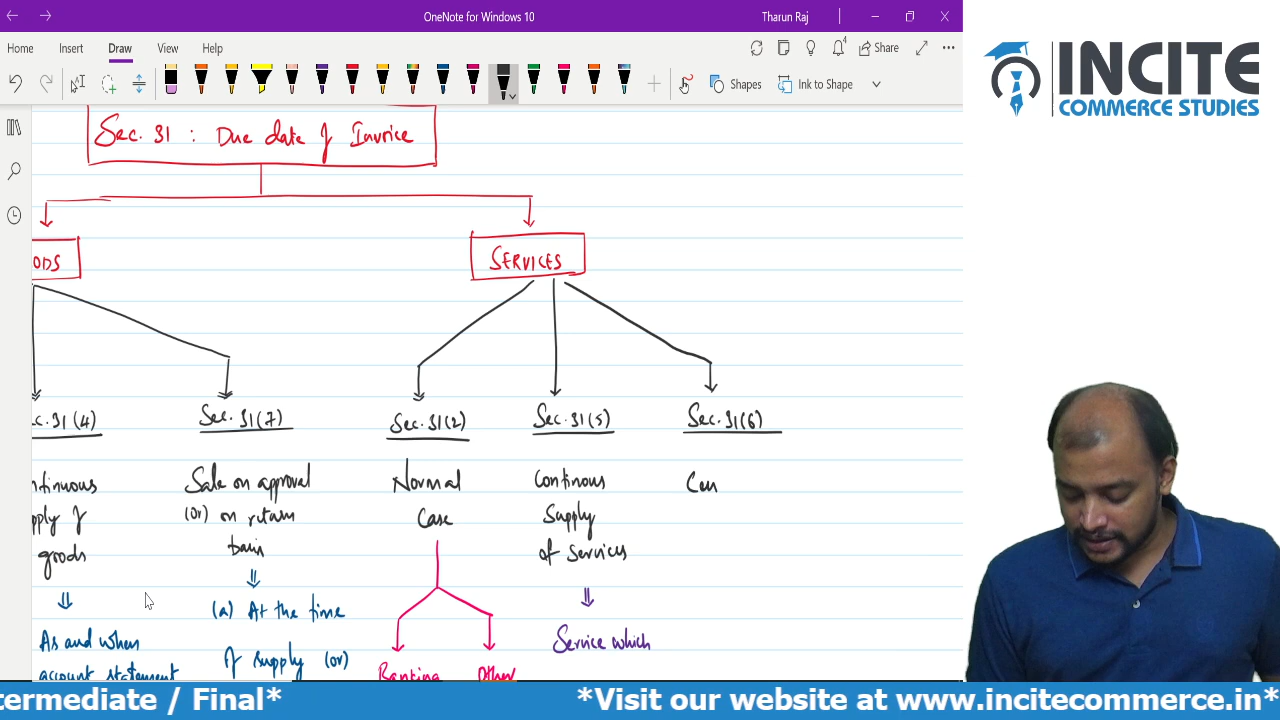 OneNote for Windows 10
Tharun Raj
Home Insert Draw View Help
4
Share
Shapes
Ink to Shape
INCITE
COMMERCE STUDIES
Sec. 31 : Due date of Invoice
ODS
SERVICES
c.31(4)
Sec. 31(7)
Sec. 31(2)
Sec. 31(5)
Sec. 31(6)
ntinuous
pply of
goods
⇓
As and when
account statement
Sale on approval
(or) on return
⇓
(a) At the time
of supply (or)
Normal
Case
Banking
Other
Continous
Supply
of Services
⇓
Service which
Cen
termediate / Final*
*Visit our website at www.incitecommerce.in*